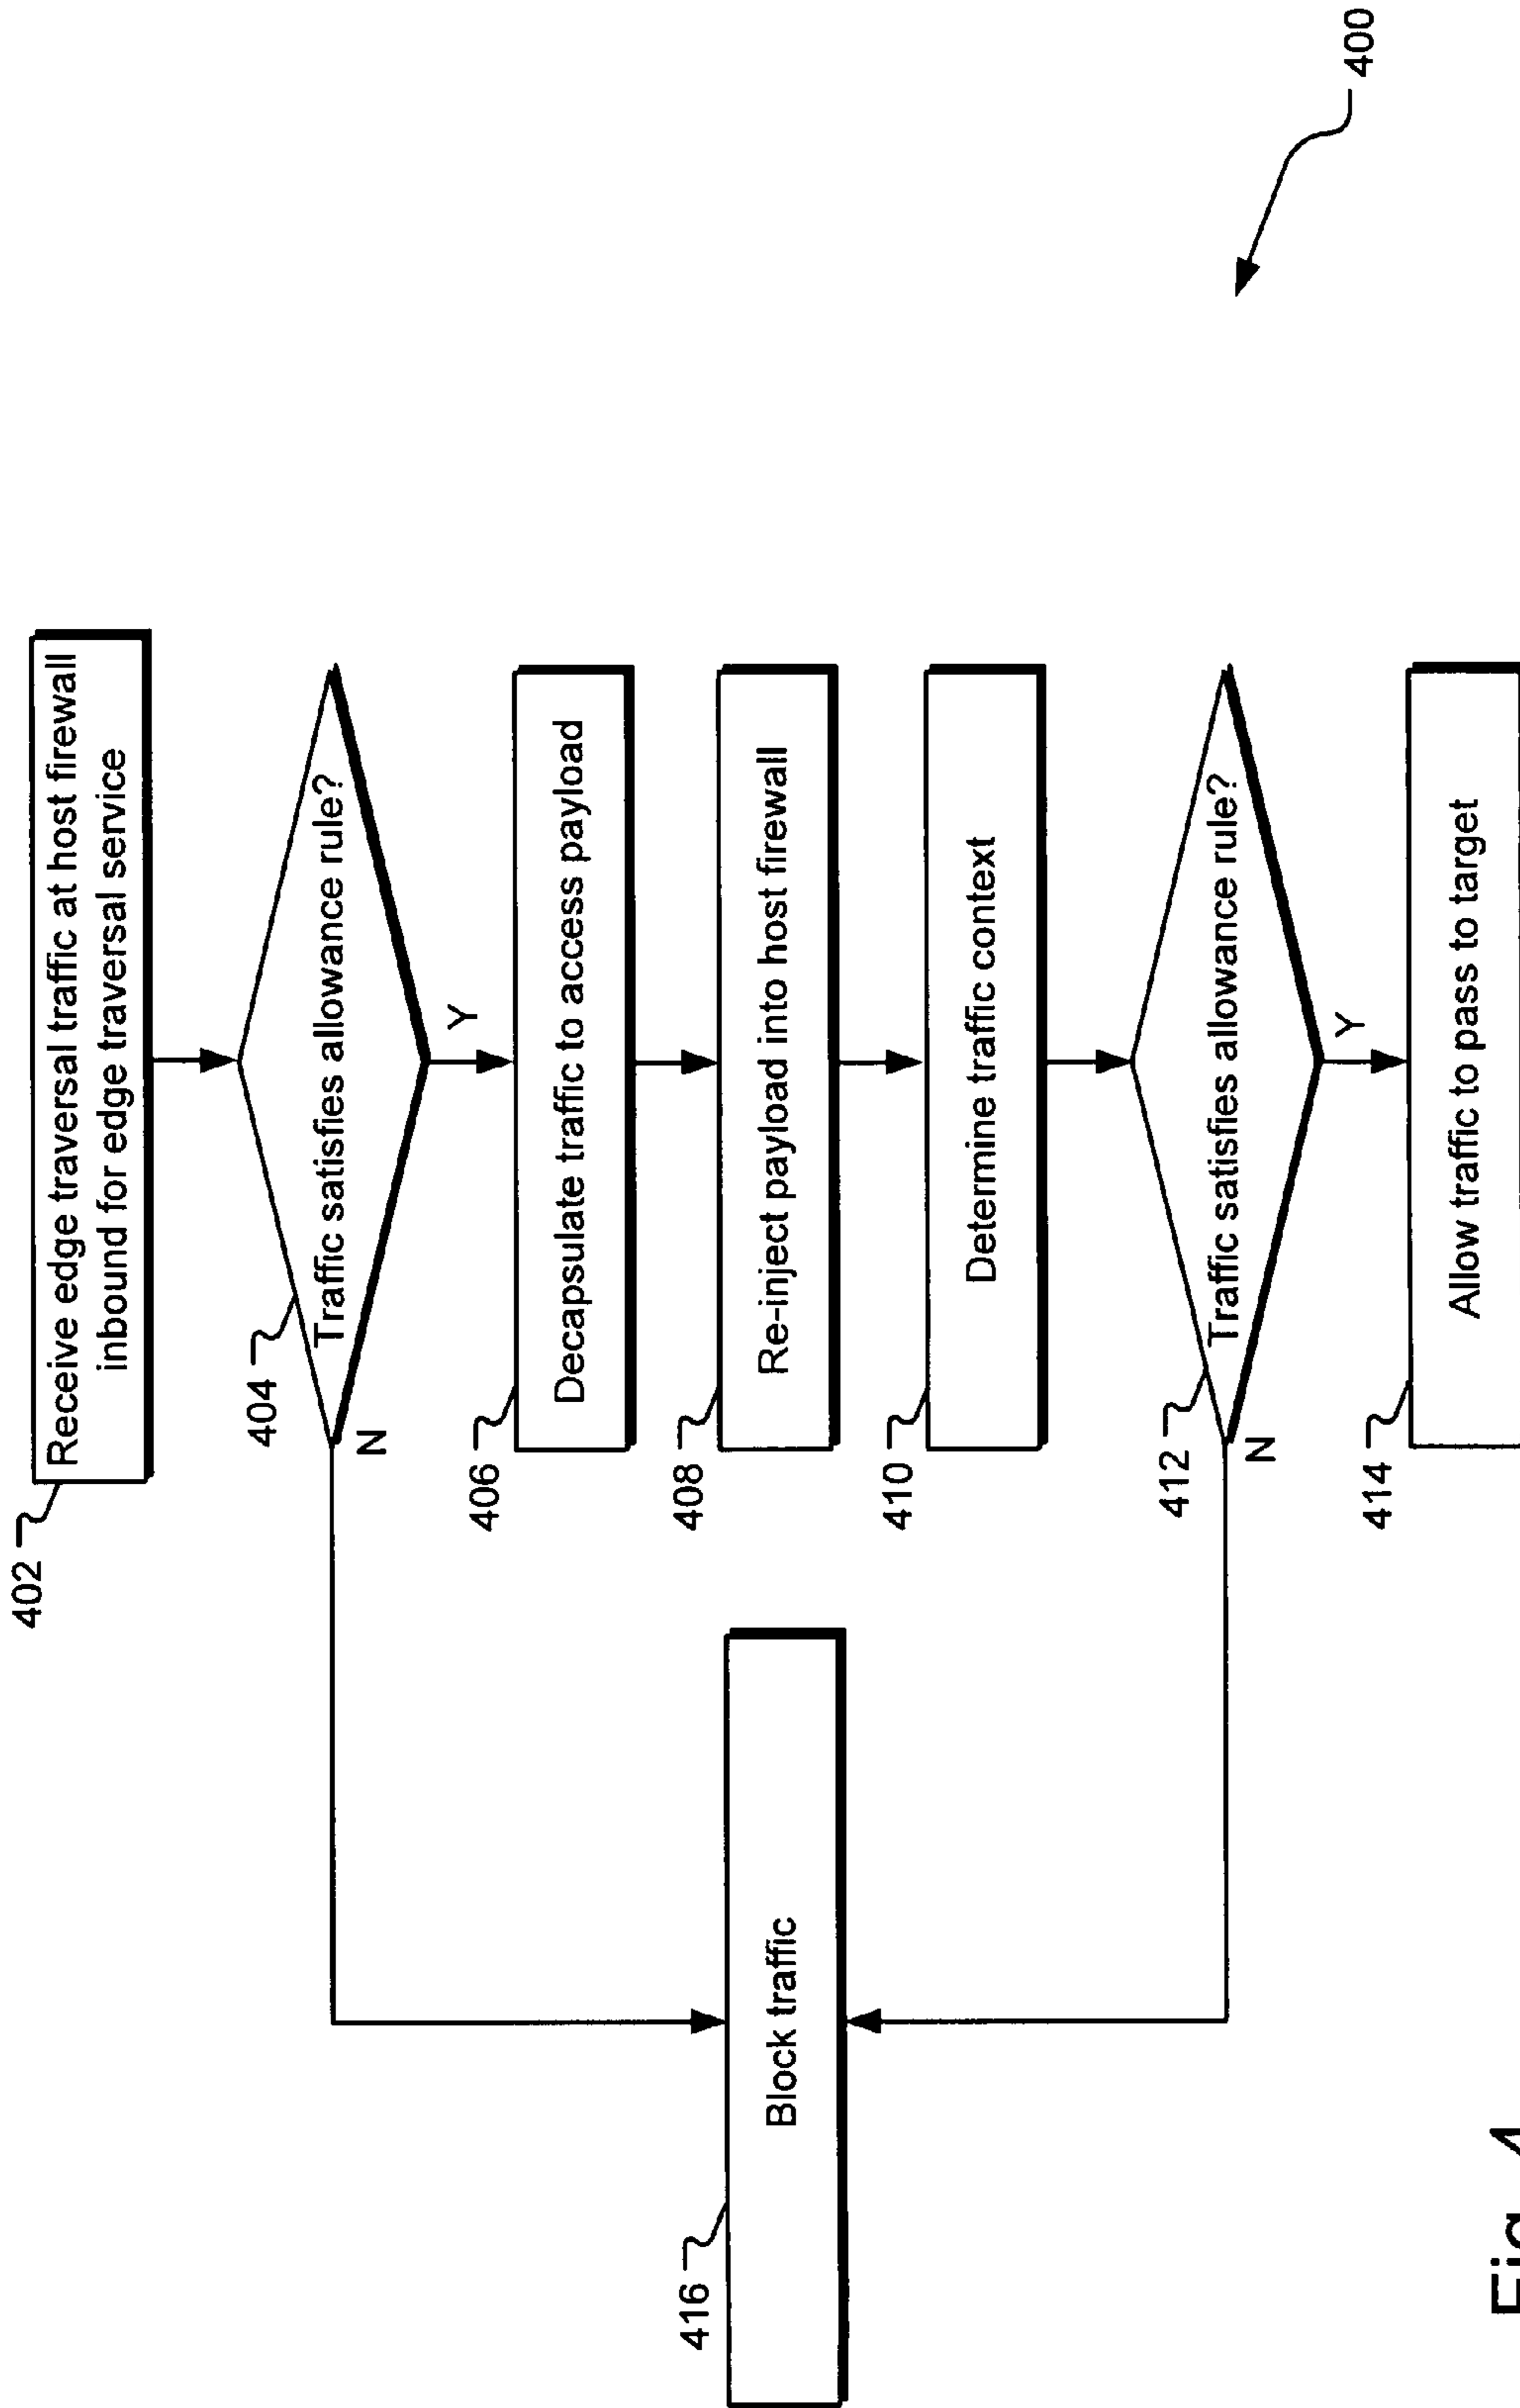 402
Receive edge traversal traffic at host firewall
inbound for edge traversal service
404
Traffic satisfies allowance rule?
N
Y
406
Decapsulate traffic to access payload
408
Re-inject payload into host firewall
410
Determine traffic context
412
Traffic satisfies allowance rule?
N
Y
414
Allow traffic to pass to target
416
Block traffic
400
Fig. 4